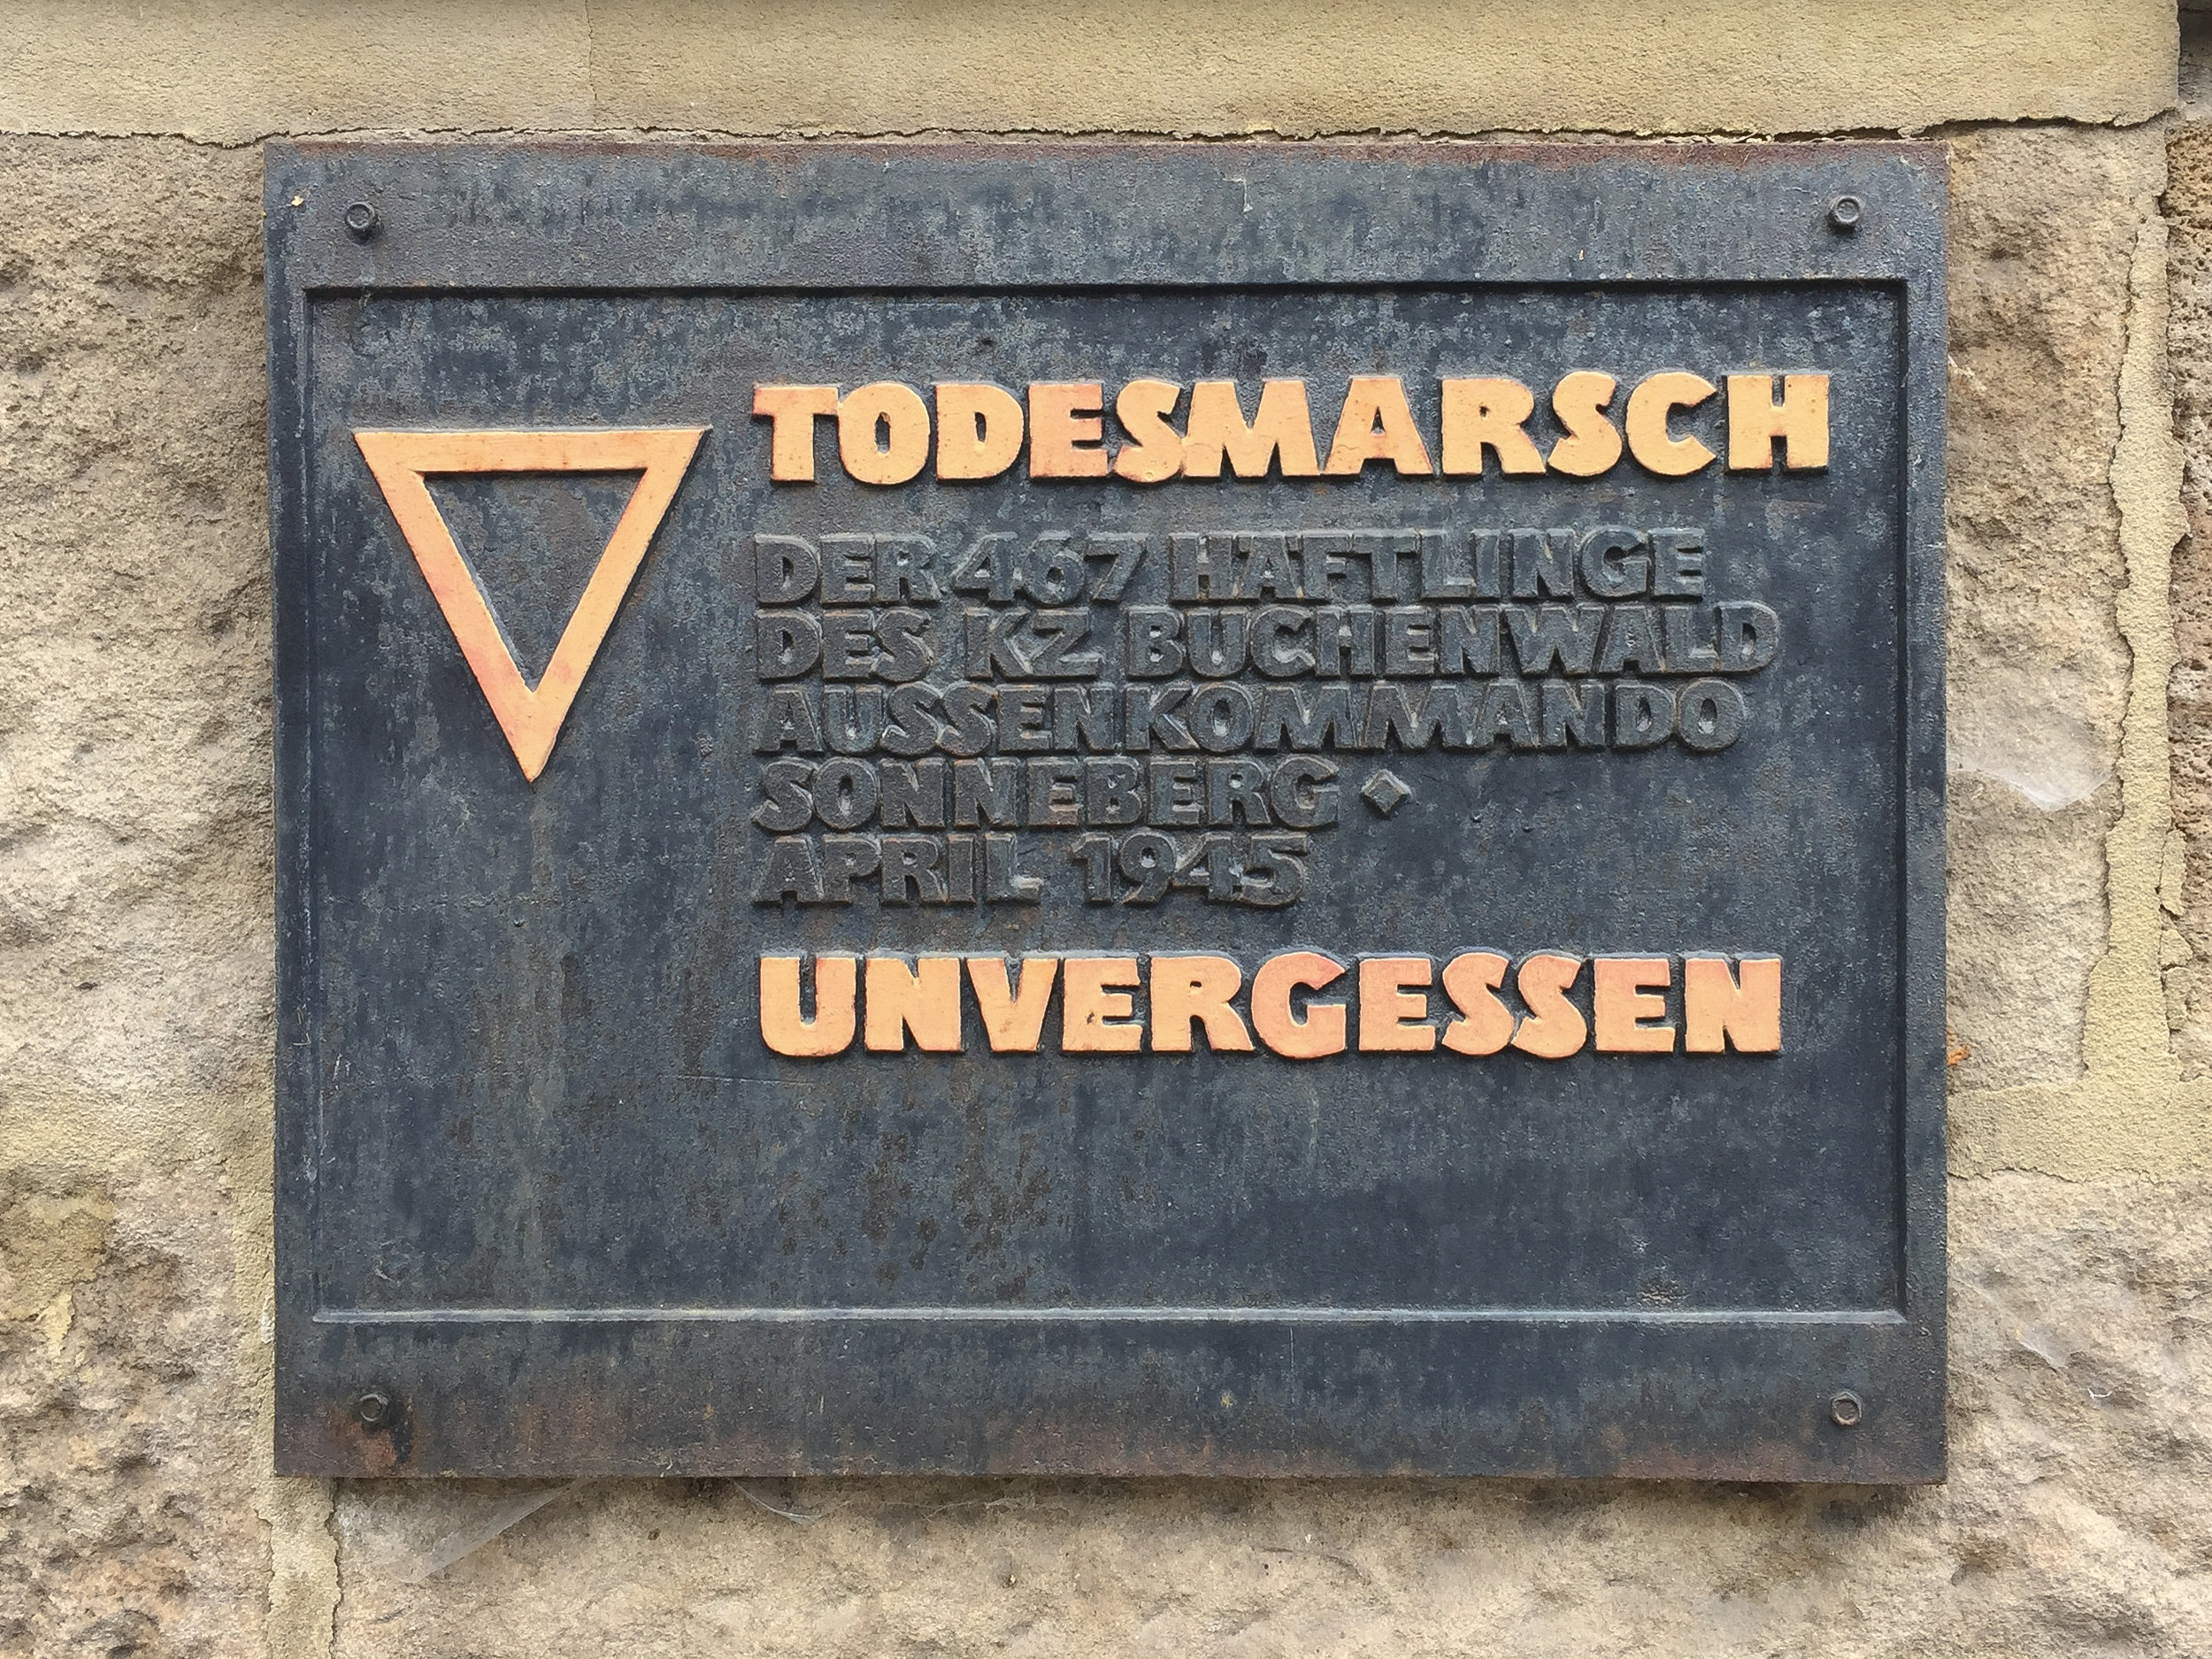 TODESMARSCH
DER 467 HÄFTLINGE
DES KZ BUCHENWALD
AUSSENKOMMANDO
SONNEBERG ◆
APRIL 1945
UNVERGESSEN